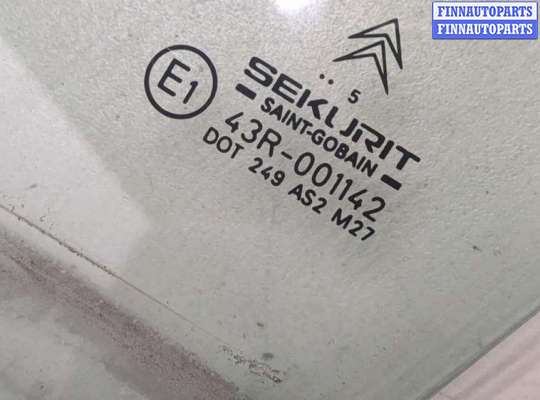 FINNAUTOPARTS
FINNAUTOPARTS
.. 5
E1
SEKURIT
SAINT-GOBAIN
43R-001142
DOT 249 AS2 M27